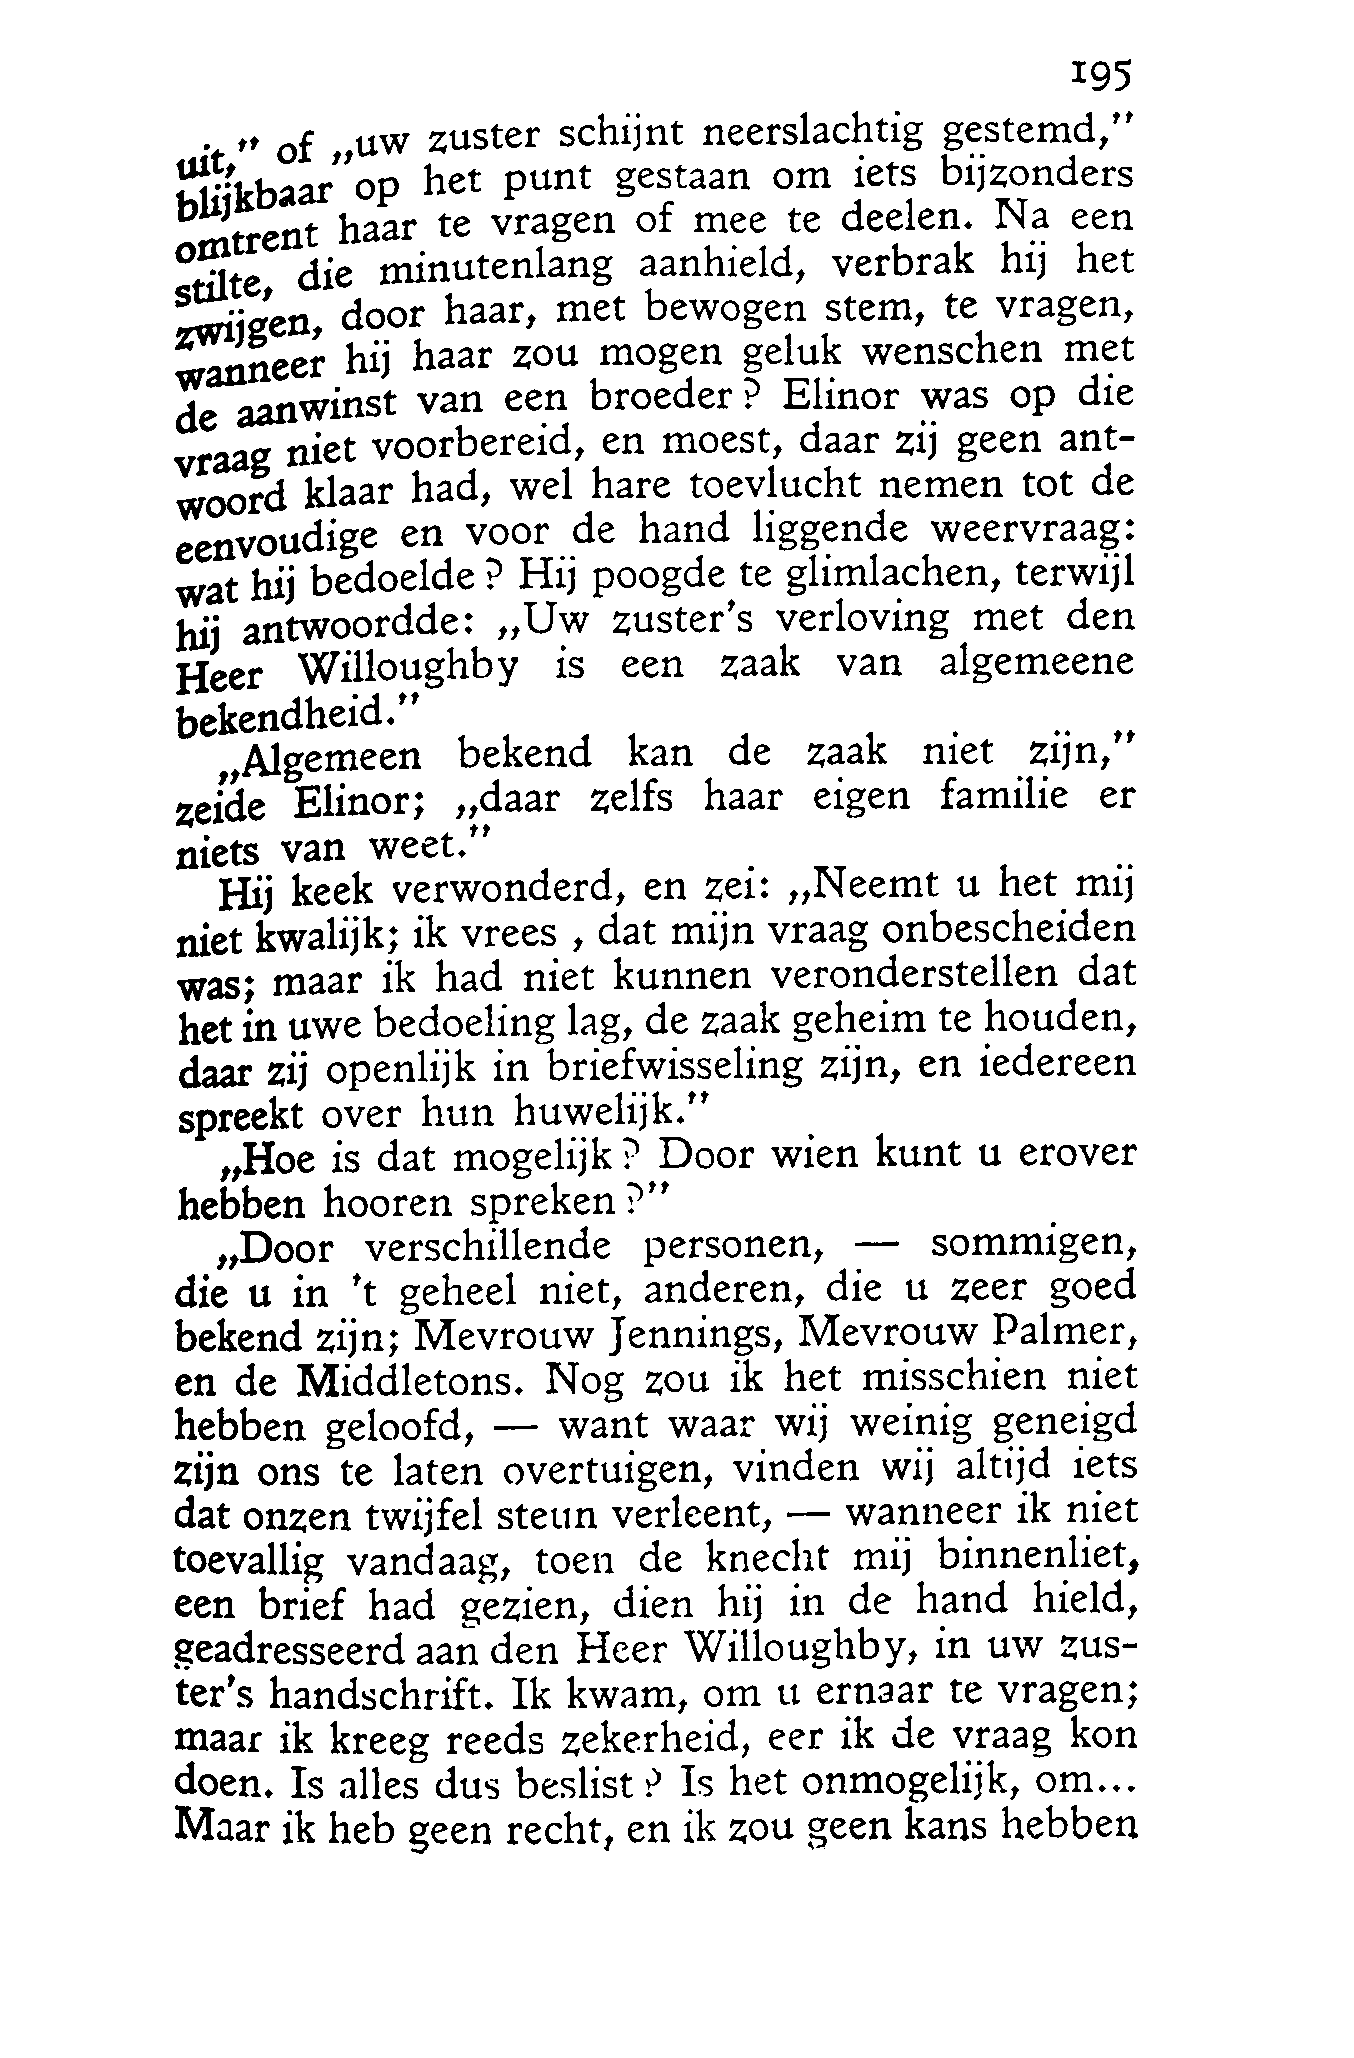 195
uit,” of „uw zuster schijnt neerslachtig gestemd,”
blijkbaar op het punt gestaan om iets bijzonders
omtrent haar te vragen of mee te deelen. Na een
stilte, die minutenlang aanhield, verbrak hij het
zwijgen, door haar, met bewogen stem, te vragen,
wanneer hij haar zou mogen geluk wenschen met
de aanwinst van een broeder? Elinor was op die
vraag niet voorbereid, en moest, daar zij geen ant-
woord klaar had, wel hare toevlucht nemen tot de
eenvoudige en voor de hand liggende weervraag:
wat hij bedoelde? Hij poogde te glimlachen, terwijl
hij antwoordde: „Uw zuster's verloving met den
Heer Willoughby is een zaak van algemeene
bekendheid.”
„Algemeen bekend kan de zaak niet zijn,”
zeide Elinor; „daar zelfs haar eigen familie er
niets van weet.”
Hij keek verwonderd, en zei: „Neemt u het mij
niet kwalijk; ik vrees , dat mijn vraag onbescheiden
was; maar ik had niet kunnen veronderstellen dat
het in uwe bedoeling lag, de zaak geheim te houden,
daar zij openlijk in briefwisseling zijn, en iedereen
spreekt over hun huwelijk.”
„Hoe is dat mogelijk? Door wien kunt u erover
hebben hooren spreken?”
„Door verschillende personen, — sommigen,
die u in 't geheel niet, anderen, die u zeer goed
bekend zijn; Mevrouw Jennings, Mevrouw Palmer,
en de Middletons. Nog zou ik het misschien niet
hebben geloofd, — want waar wij weinig geneigd
zijn ons te laten overtuigen, vinden wij altijd iets
dat onzen twijfel steun verleent, — wanneer ik niet
toevallig vandaag, toen de knecht mij binnenliet,
een brief had gezien, dien hij in de hand hield,
geadresseerd aan den Heer Willoughby, in uw zus-
ter's handschrift. Ik kwam, om u ernaar te vragen;
maar ik kreeg reeds zekerheid, eer ik de vraag kon
doen. Is alles dus beslist? Is het onmogelijk, om...
Maar ik heb geen recht, en ik zou geen kans hebben